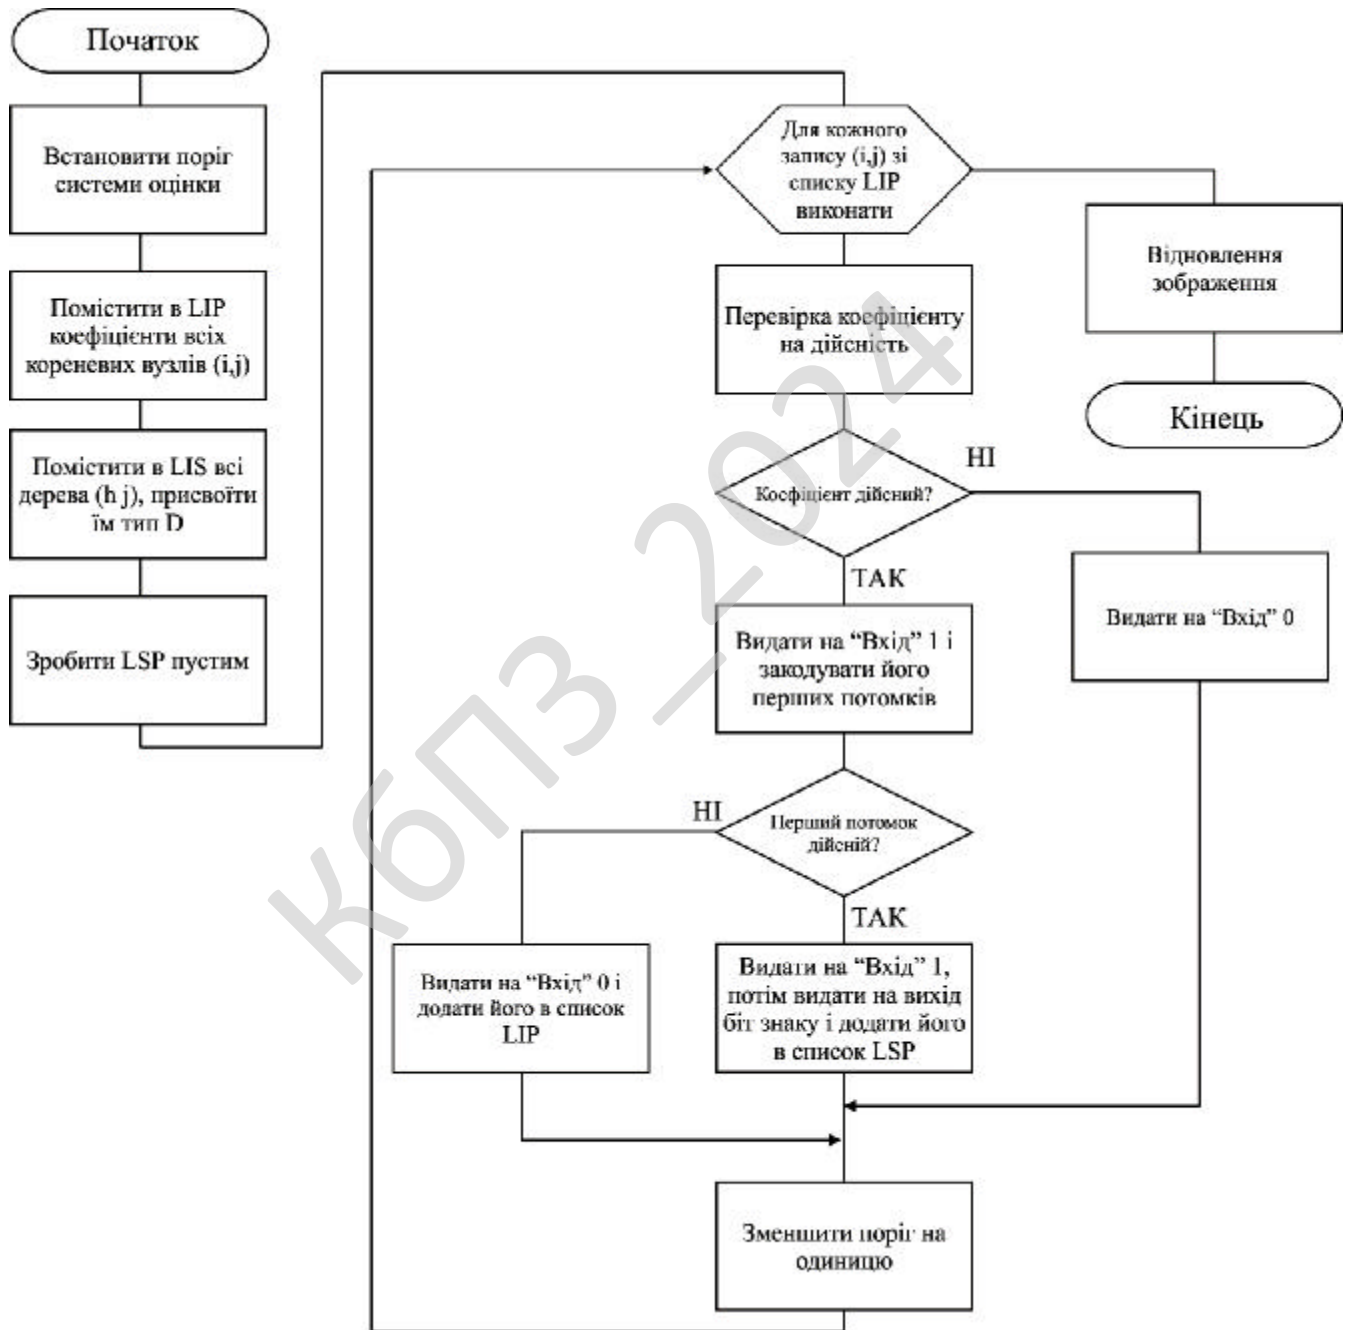 Початок
Встановити поріг
системи оцінки
Помістити в LIP
коефіцієнти всіх
кореневих вузлів (i,j)
Помістити в LIS всі
дерева (h j), присвоїти
їм тип D
Зробити LSP пустим
Для кожного
запису (i,j) зі
списку LIP
виконати
Відновлення
зображення
Кінець
Перевірка коефіцієнту
на дійсність
Коефіцієнт дійсний?
НІ
ТАК
Видати на “Вхід” 0
Видати на “Вхід” 1 і
закодувати його
перших потомків
Перший потомок
дійсній?
НІ
ТАК
Видати на “Вхід” 0 і
додати його в список
LIP
Видати на “Вхід” 1,
потім видати на вихід
біт знаку і додати його
в список LSP
Зменшити поріг на
одиницю
КбПЗ_2024